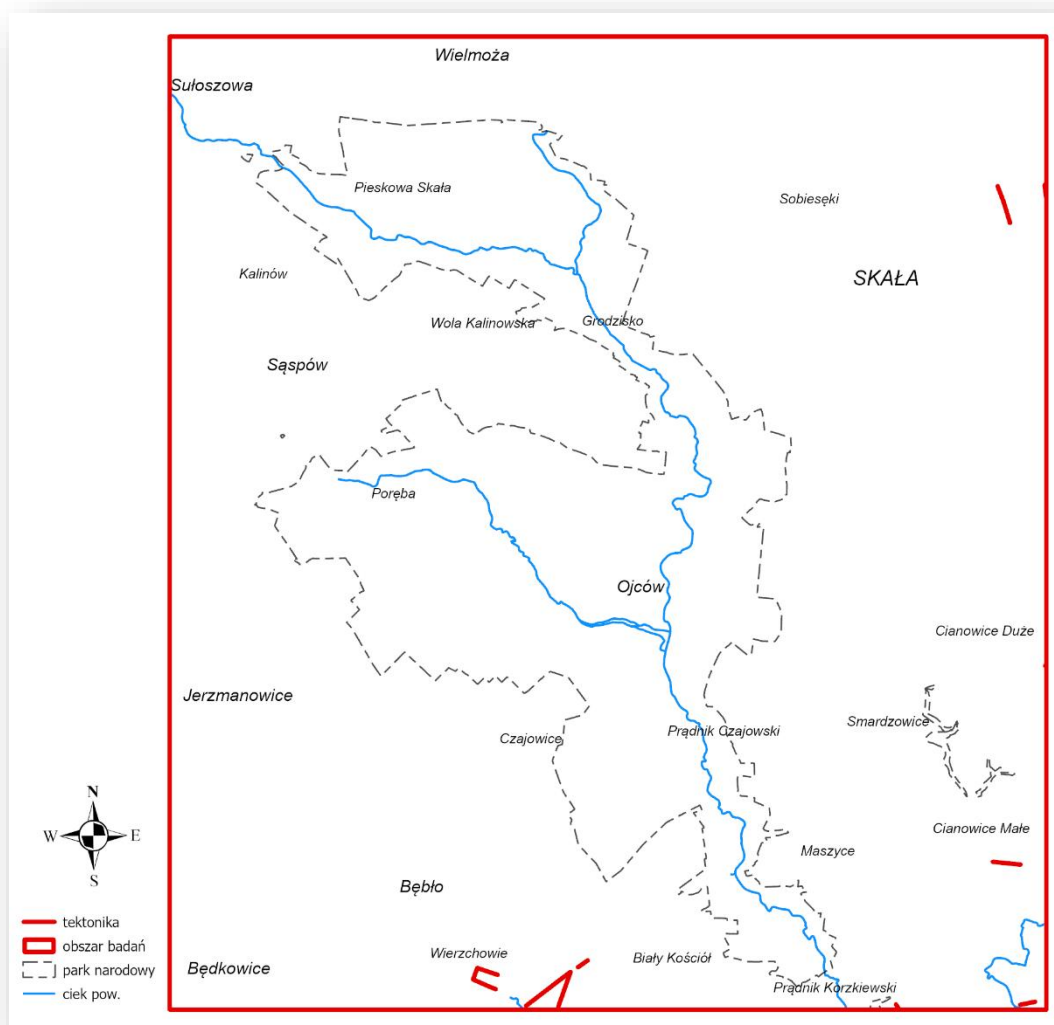 Wielmoża
Sułoszowa
Pieskowa Skała
Sobiesęki
Kalinów
SKAŁA
Wola Kalinowska
Grodzisko
Sąspów
Poręba
Ojców
Cianowice Duże
Jerzmanowice
Smardzowice
Czajowice
Prądnik Czajowski
N
W
E
S
Cianowice Małe
Maszyce
Bębło
tektonika
obszar badań
park narodowy
ciek pow.
Wierzchowie
Biały Kościół
Będkowice
Prądnik Korzkiewski